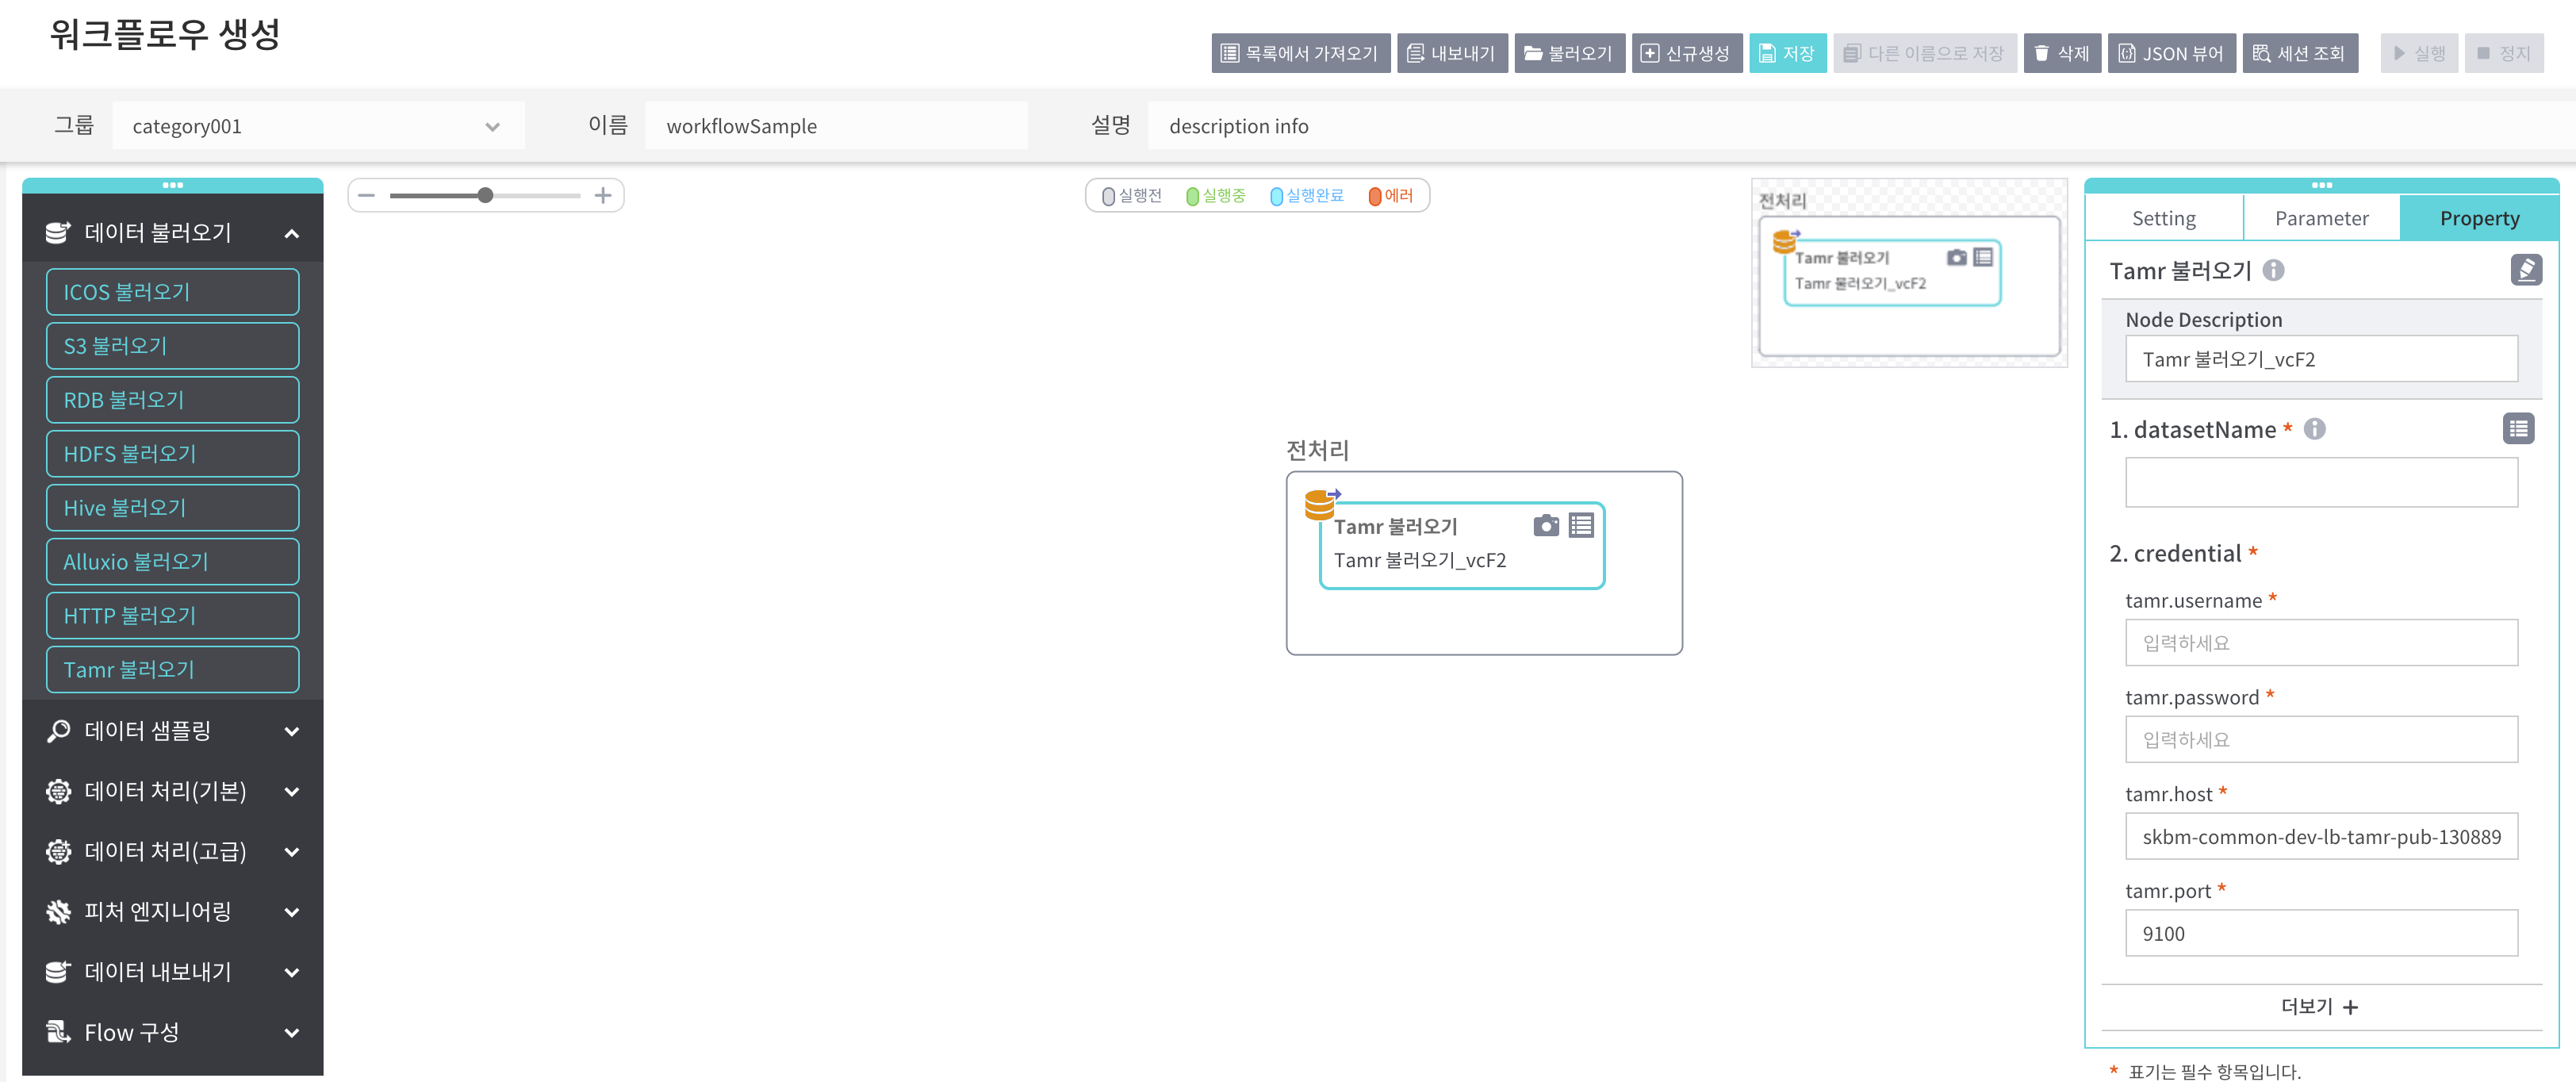 워크플로우 생성
목록에서 가져오기 내보내기 불러오기 신규생성 저장 다른 이름으로 저장 삭제 JSON 뷰어 세션 조회 실행 정지
그룹 category001 이름 workflowSample 설명 description info
데이터 불러오기
ICOS 불러오기
S3 불러오기
RDB 불러오기
HDFS 불러오기
Hive 불러오기
Alluxio 불러오기
HTTP 불러오기
Tamr 불러오기
데이터 샘플링
데이터 처리(기본)
데이터 처리(고급)
피처 엔지니어링
데이터 내보내기
Flow 구성
실행전 실행중 실행완료 에러
전처리
Tamr 불러오기
Tamr 불러오기_vcF2
전처리
Tamr 불러오기
Tamr 불러오기_vcF2
Setting Parameter Property
Tamr 불러오기
Node Description
Tamr 불러오기_vcF2
1. datasetName *
2. credential *
tamr.username *
입력하세요
tamr.password *
입력하세요
tamr.host *
skbm-common-dev-lb-tamr-pub-130889
tamr.port *
9100
더보기 +
* 표기는 필수 항목입니다.